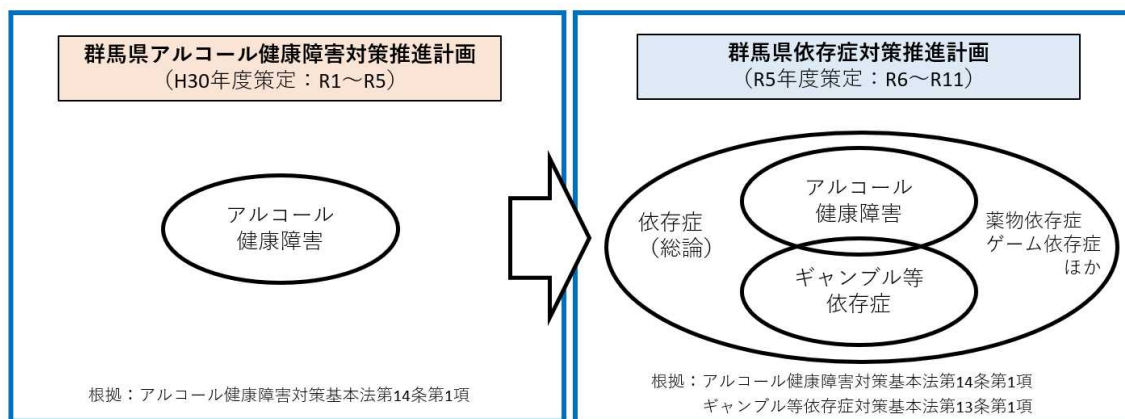 群馬県アルコール健康障害対策推進計画
（H30年度策定：R1～R5）
アルコール
健康障害
根拠：アルコール健康障害対策基本法第14条第1項
群馬県依存症対策推進計画
（R5年度策定：R6～R11）
依存症
（総論）
アルコール
健康障害
ギャンブル等
依存症
薬物依存症
ゲーム依存症
ほか
根拠：アルコール健康障害対策基本法第14条第1項
ギャンブル等依存症対策基本法第13条第1項